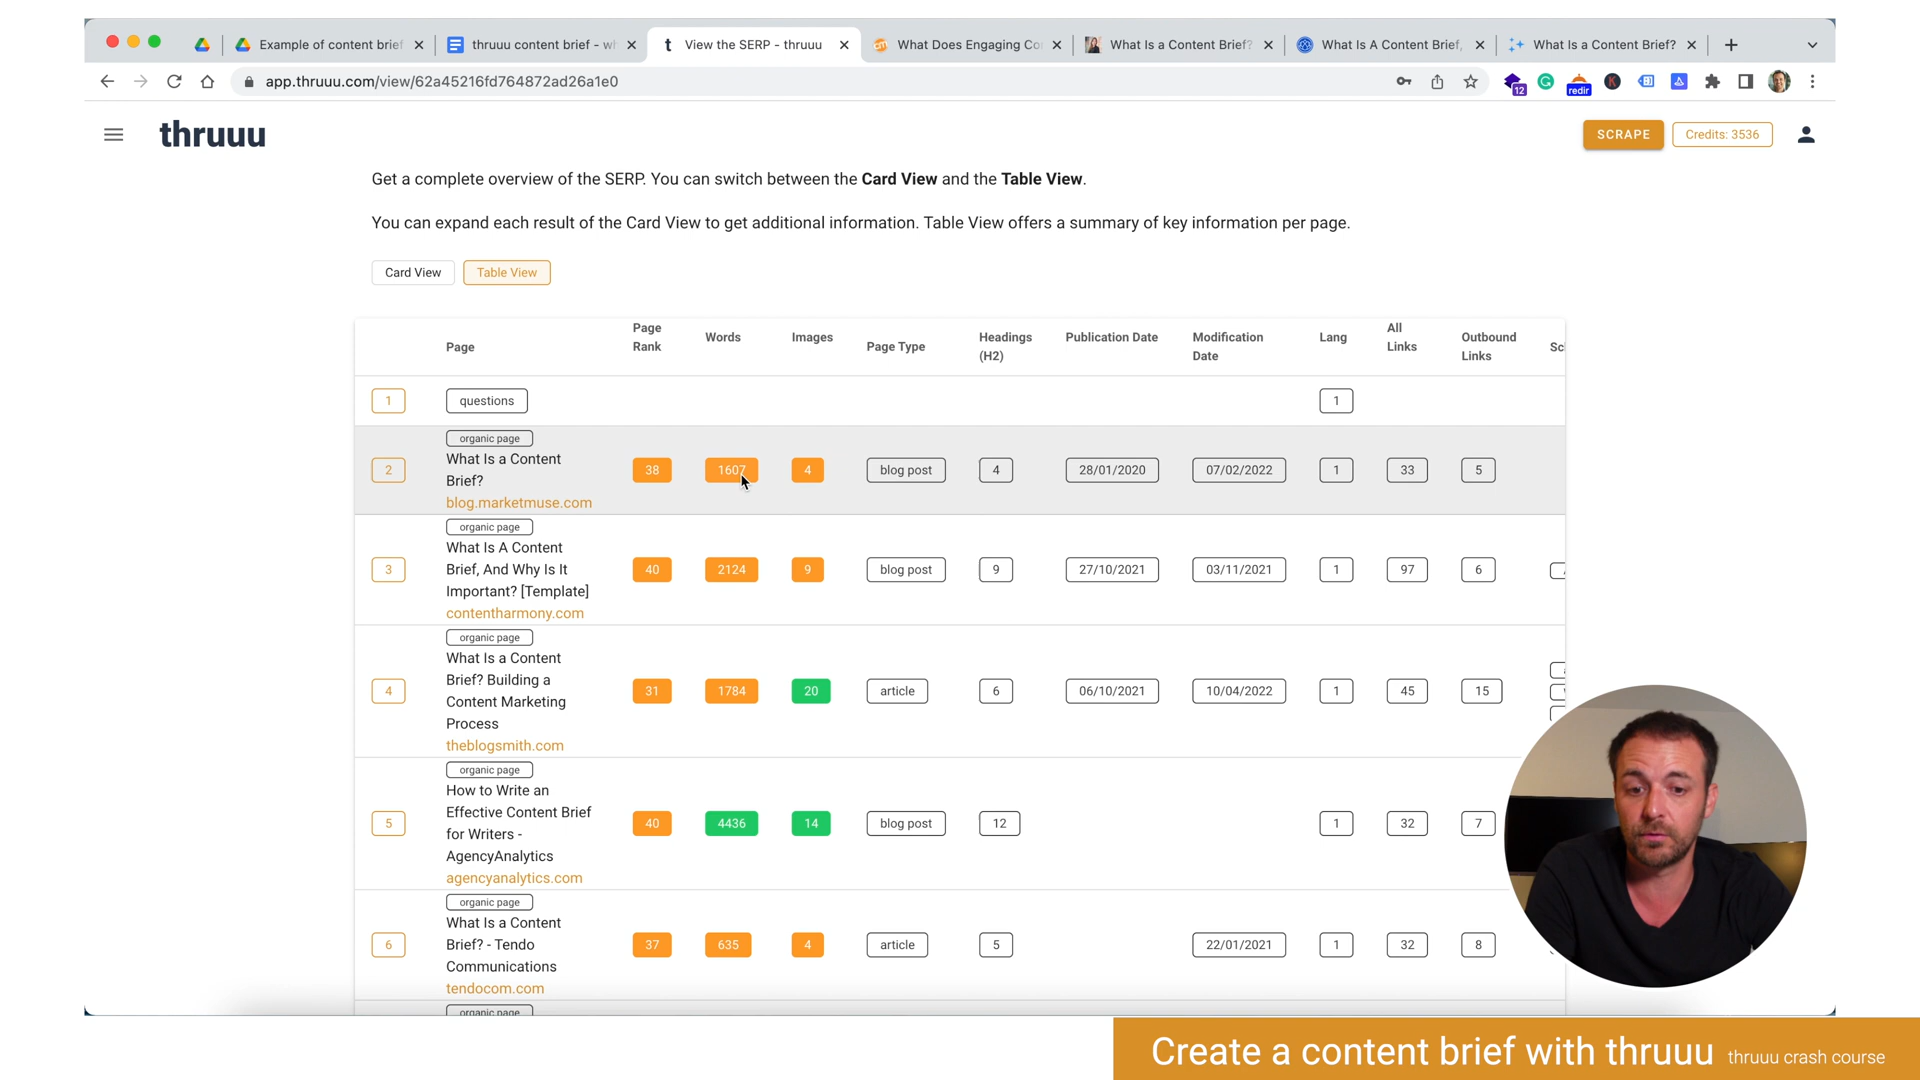 Example of content brief
thruuu content brief - wh
View the SERP - thruuu
What Does Engaging Co
What Is a Content Brief?
What Is A Content Brief,
What Is a Content Brief?
app.thruuu.com/view/62a45216fd764872ad26a1e0
12
redir
thruuu
SCRAPE
Credits: 3536
Get a complete overview of the SERP. You can switch between the Card View and the Table View.
You can expand each result of the Card View to get additional information. Table View offers a summary of key information per page.
Card View
Table View
Page
Page Rank
Words
Images
Page Type
Headings (H2)
Publication Date
Modification Date
Lang
All Links
Outbound Links
1
questions
1
organic page
2
What Is a Content
Brief?
blog.marketmuse.com
38
1607
4
blog post
4
28/01/2020
07/02/2022
1
33
5
organic page
3
What Is A Content
Brief, And Why Is It
Important? [Template]
contentharmony.com
40
2124
9
blog post
9
27/10/2021
03/11/2021
1
97
6
organic page
4
What Is a Content
Brief? Building a
Content Marketing
Process
theblogsmith.com
31
1784
20
article
6
06/10/2021
10/04/2022
1
45
15
organic page
5
How to Write an
Effective Content Brief
for Writers -
AgencyAnalytics
agencyanalytics.com
40
4436
14
blog post
12
1
32
7
organic page
6
What Is a Content
Brief? - Tendo
Communications
tendocom.com
37
635
4
article
5
22/01/2021
1
32
8
organic page
Create a content brief with thruuu thruuu crash course